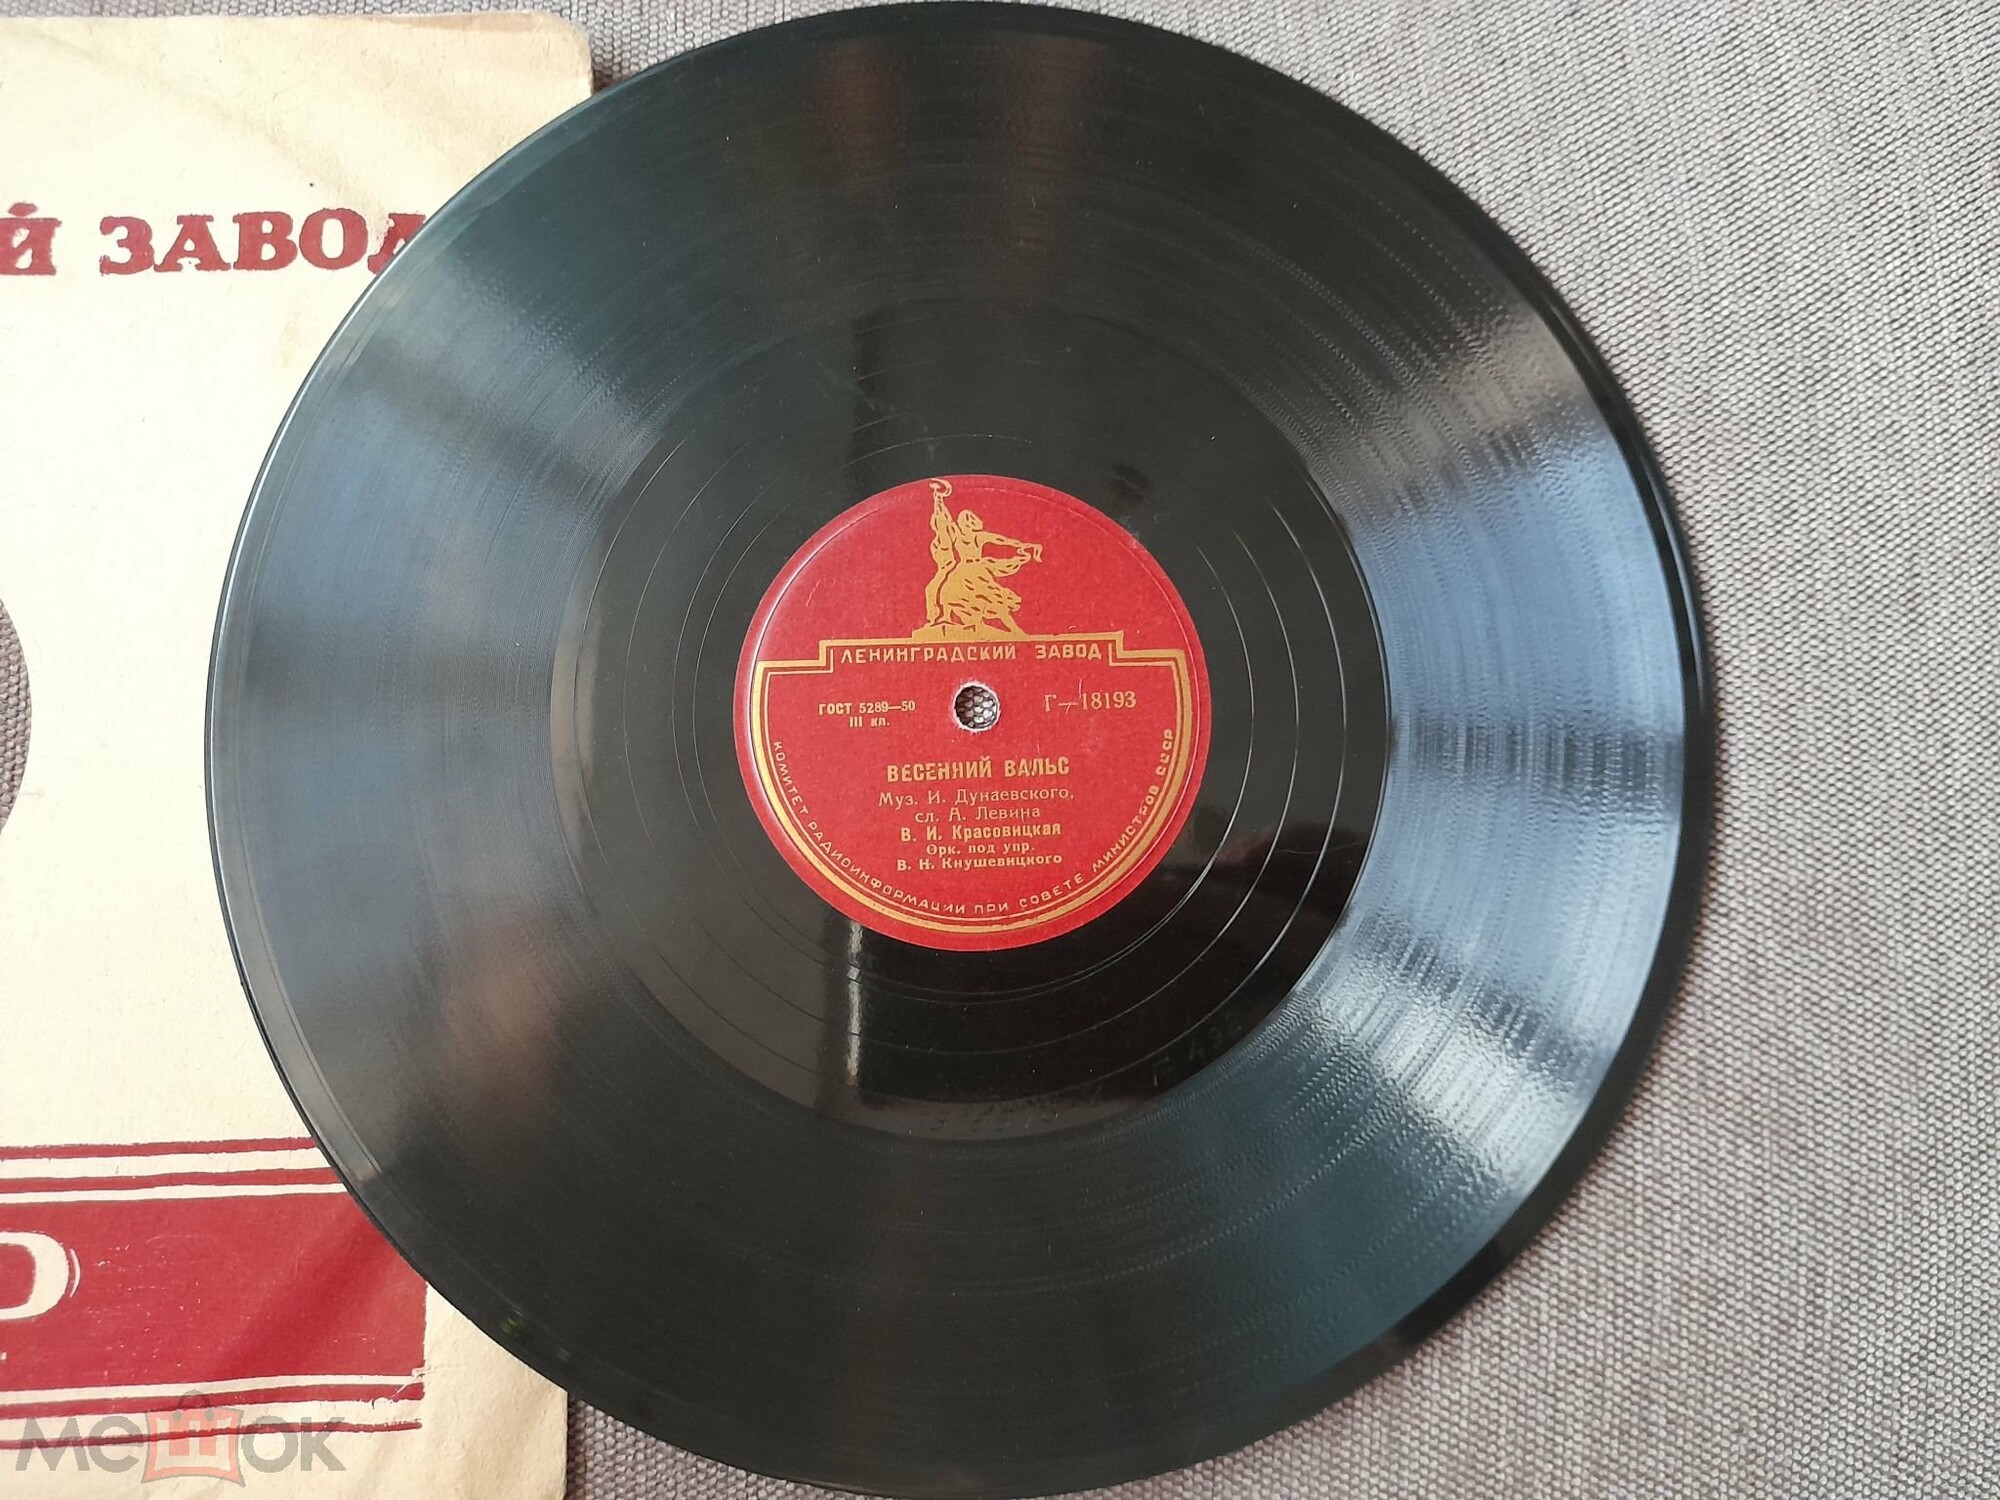 Й ЗАВОД
ЛЕНИНГРАДСКИЙ ЗАВОД
ГОСТ 5289—50
III кл.
Г—18193
ВЕСЕННИЙ ВАЛЬС
Муз. И. Дунаевского,
сл. А. Левина
В. И. Красовицкая
Орк. под упр.
В. Н. Кнушевицкого
КОМИТЕТ РАДИОИНФОРМАЦИИ ПРИ СОВЕТЕ МИНИСТРОВ СССР
мешок